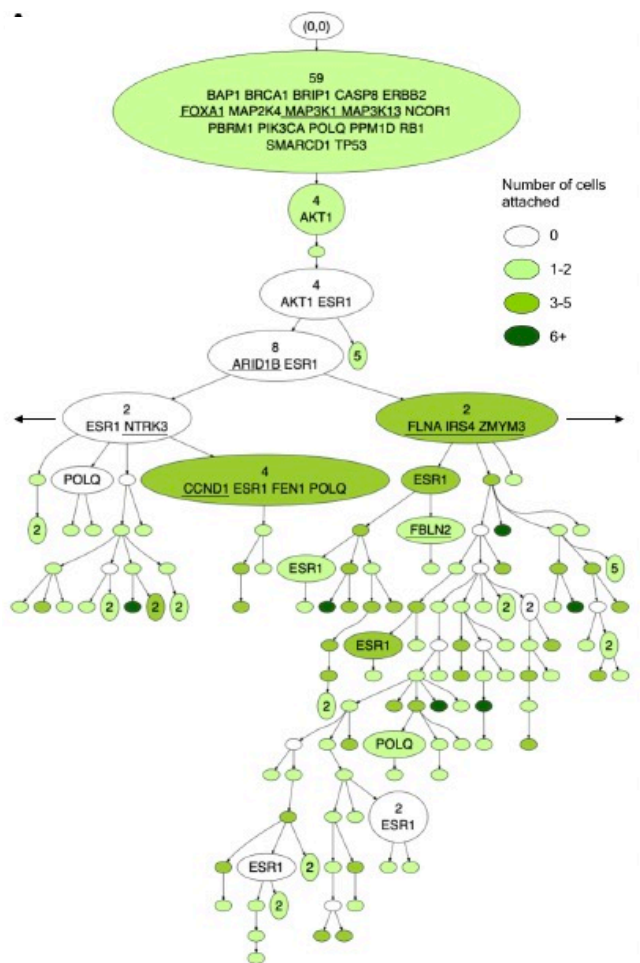 (0,0)
59
BAP1 BRCA1 BRIP1 CASP8 ERBB2
FOXA1 MAP2K4 MAP3K1 MAP3K13 NCOR1
PBRM1 PIK3CA POLQ PPM1D RB1
SMARCD1 TP53
Number of cells
attached
0
1-2
3-5
6+
4
AKT1
4
AKT1 ESR1
8
ARID1B ESR1
5
2
ESR1 NTRK3
2
FLNA IRS4 ZMYM3
POLQ
4
CCND1 ESR1 FEN1 POLQ
ESR1
2
FBLN2
ESR1
5
2
2
2
2
2
ESR1
2
2
POLQ
2
ESR1
ESR1
2
2